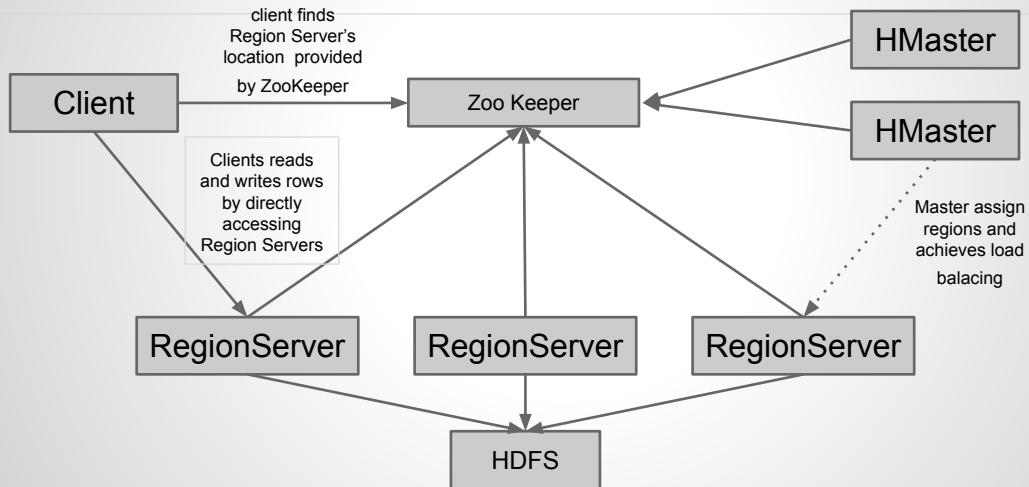 client finds
Region Server's
location provided
by ZooKeeper
HMaster
Client
Zoo Keeper
HMaster
Clients reads
and writes rows
by directly
accessing
Region Servers
Master assign
regions and
achieves load
balacing
RegionServer
RegionServer
RegionServer
HDFS